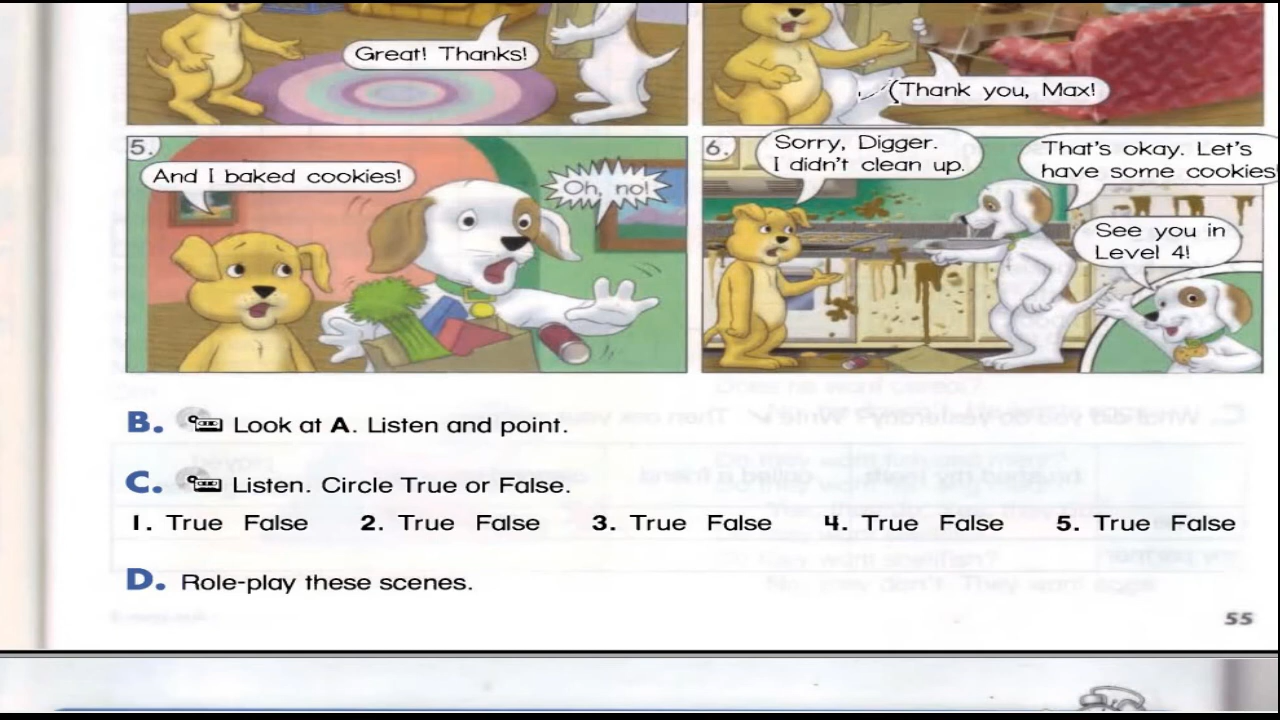 Great! Thanks!
Thank you, Max!
5.
And I baked cookies!
Oh, no!
6.
Sorry, Digger.
I didn't clean up.
That's okay. Let's
have some cookies
See you in
Level 4!
B. Look at A. Listen and point.
C. Listen. Circle True or False.
1. True False 2. True False 3. True False 4. True False 5. True False
D. Role-play these scenes.
55